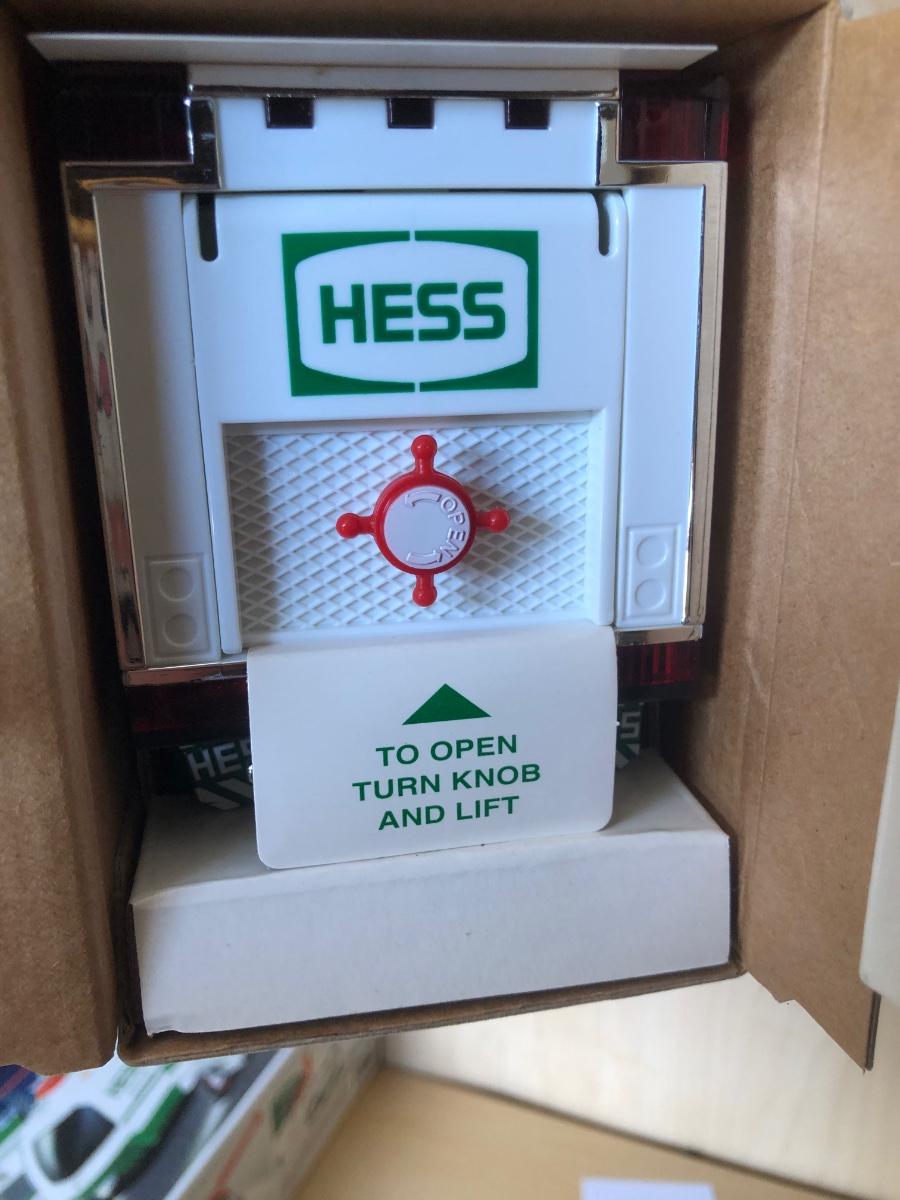 HESS
OPEN
TO OPEN
TURN KNOB
AND LIFT